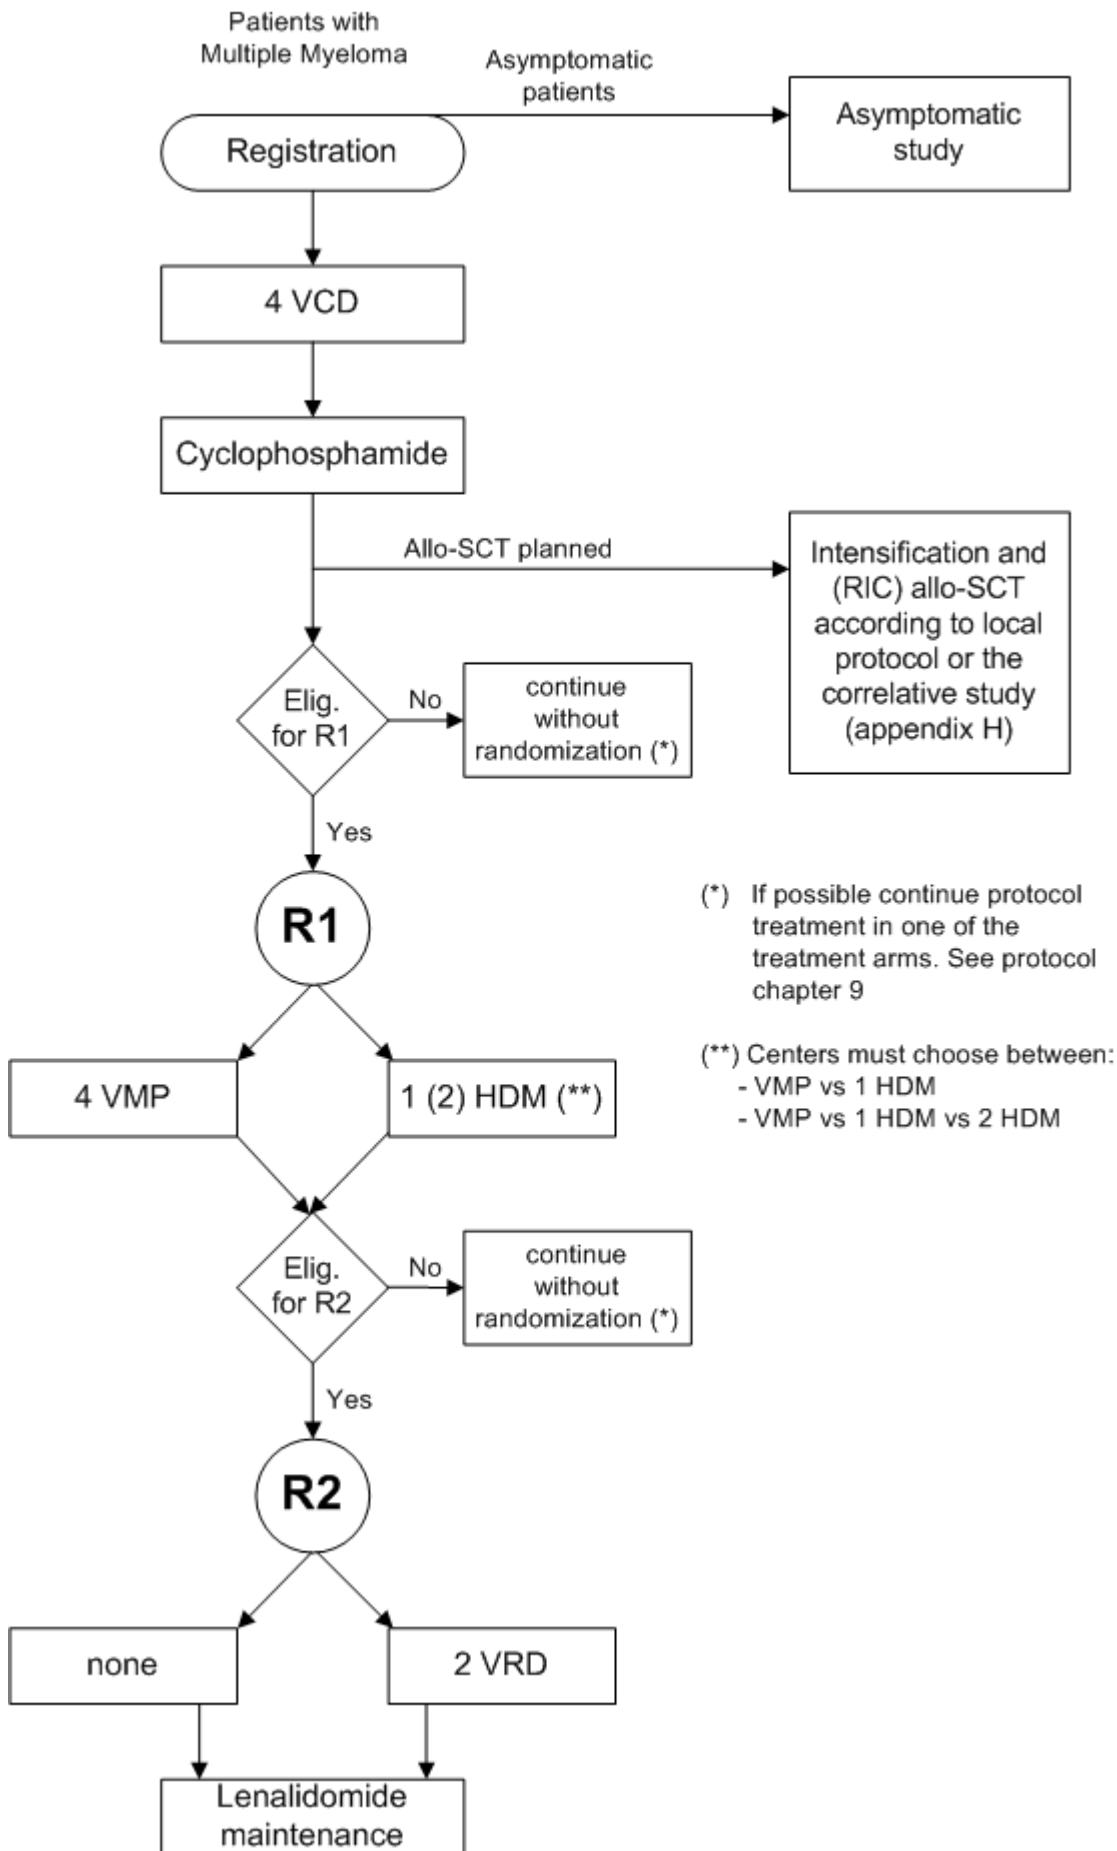 Patients with
Multiple Myeloma
Asymptomatic
patients
Registration
Asymptomatic
study
4 VCD
Cyclophosphamide
Allo-SCT planned
Intensification and
(RIC) allo-SCT
according to local
protocol or the
correlative study
(appendix H)
Elig.
for R1
No
continue
without
randomization (*)
Yes
R1
(*) If possible continue protocol
treatment in one of the
treatment arms. See protocol
chapter 9
4 VMP
1 (2) HDM (**)
(**) Centers must choose between:
- VMP vs 1 HDM
- VMP vs 1 HDM vs 2 HDM
Elig.
for R2
No
continue
without
randomization (*)
Yes
R2
none
2 VRD
Lenalidomide
maintenance